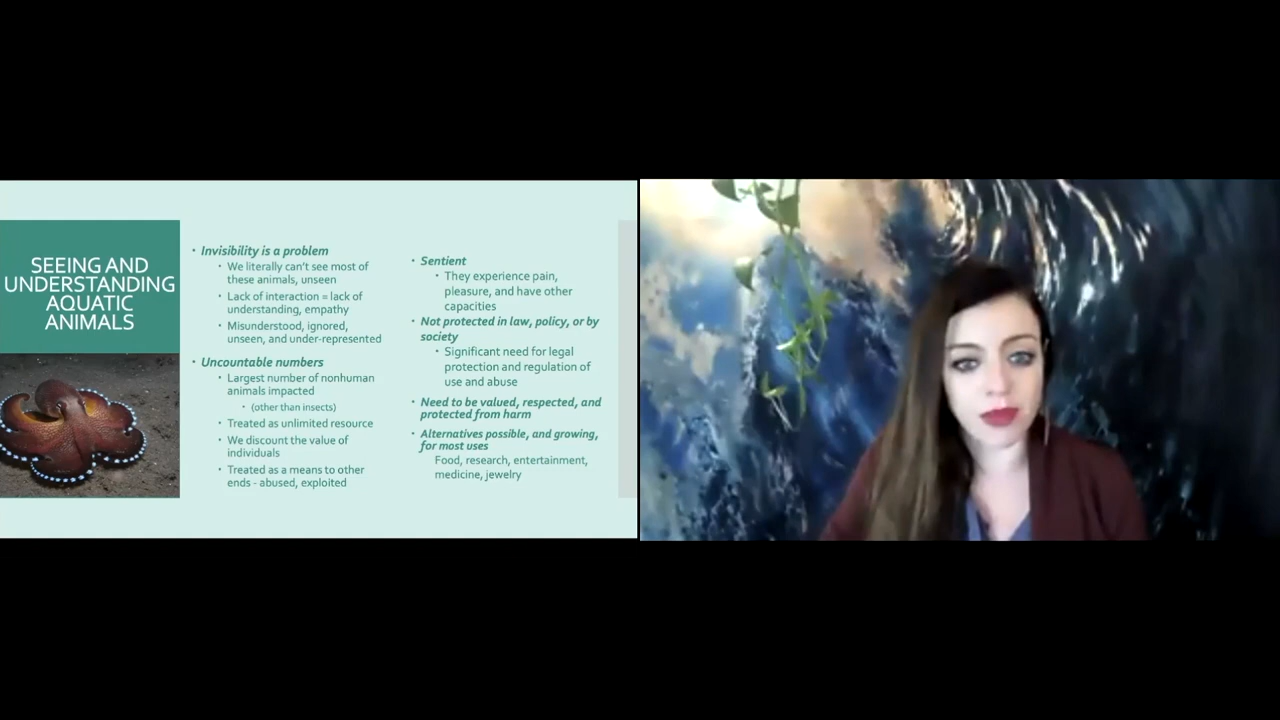 SEEING AND
UNDERSTANDING
AQUATIC
ANIMALS
• Invisibility is a problem
• We literally can't see most of
these animals, unseen
• Lack of interaction = lack of
understanding, empathy
• Misunderstood, ignored,
unseen, and under-represented
• Uncountable numbers
• Largest number of nonhuman
animals impacted
• (other than insects)
• Treated as unlimited resource
• We discount the value of
individuals
• Treated as a means to other
ends - abused, exploited
• Sentient
• They experience pain,
pleasure, and have other
capacities
• Not protected in law, policy, or by
society
• Significant need for legal
protection and regulation of
use and abuse
• Need to be valued, respected, and
protected from harm
• Alternatives possible, and growing,
for most uses
Food, research, entertainment,
medicine, jewelry